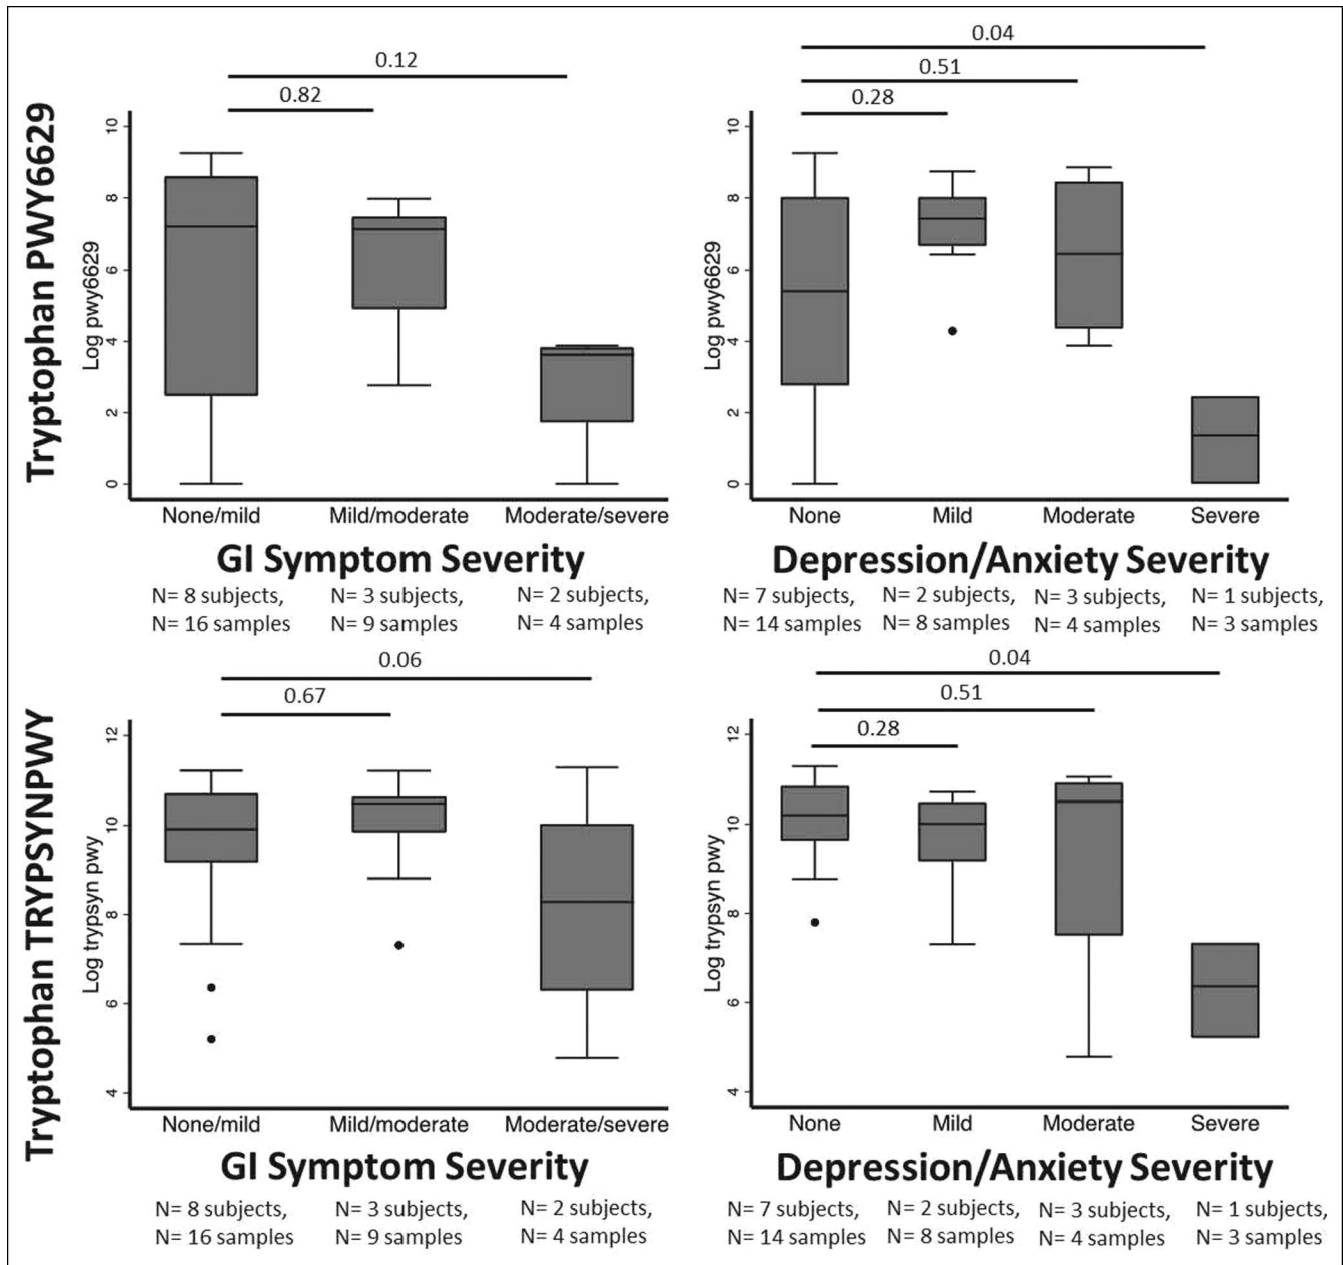 Tryptophan PWY6629
0.12
0.82
Log pwy6629
10
8
6
4
2
0
None/mild Mild/moderate Moderate/severe
GI Symptom Severity
N= 8 subjects, N= 3 subjects, N= 2 subjects,
N= 16 samples N= 9 samples N= 4 samples
0.04
0.51
0.28
Log pwy6629
10
8
6
4
2
0
None Mild Moderate Severe
Depression/Anxiety Severity
N= 7 subjects, N= 2 subjects, N= 3 subjects, N= 1 subjects,
N= 14 samples N= 8 samples N= 4 samples N= 3 samples
Tryptophan TRYPSYNPWY
0.06
0.67
Log trypsyn pwy
12
10
8
6
4
None/mild Mild/moderate Moderate/severe
GI Symptom Severity
N= 8 subjects, N= 3 subjects, N= 2 subjects,
N= 16 samples N= 9 samples N= 4 samples
0.04
0.51
0.28
Log trypsyn pwy
12
10
8
6
4
None Mild Moderate Severe
Depression/Anxiety Severity
N= 7 subjects, N= 2 subjects, N= 3 subjects, N= 1 subjects,
N= 14 samples N= 8 samples N= 4 samples N= 3 samples